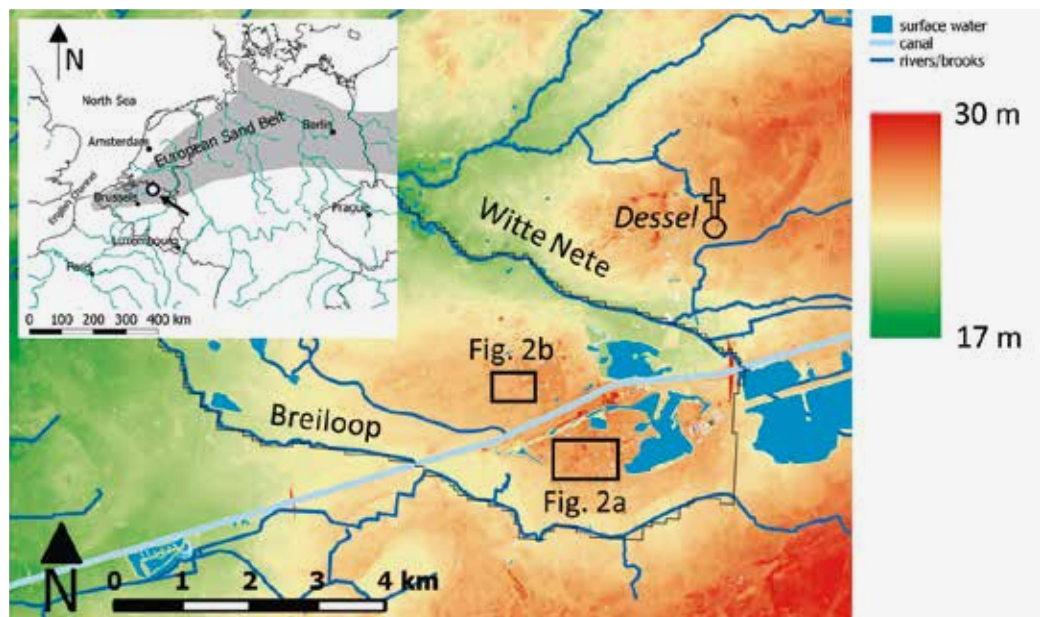 N
North Sea
Amsterdam
European Sand Belt
Berlin
English Channel
Brussels
Prague
Luxembourg
Paris
0 100 200 300 400 km
surface water
canal
rivers/brooks
30 m
17 m
Dessel
Witte Nete
Fig. 2b
Breiloop
Fig. 2a
N
0 1 2 3 4 km